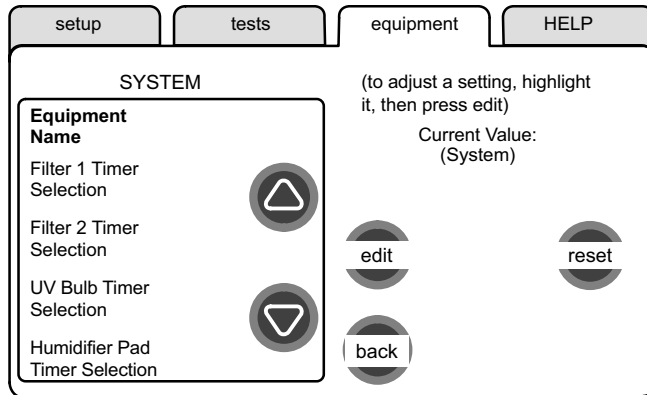 setup
tests
equipment
HELP
SYSTEM
Equipment
Name
Filter 1 Timer
Selection
Filter 2 Timer
Selection
UV Bulb Timer
Selection
Humidifier Pad
Timer Selection
(to adjust a setting, highlight
it, then press edit)
Current Value:
(System)
edit
reset
back